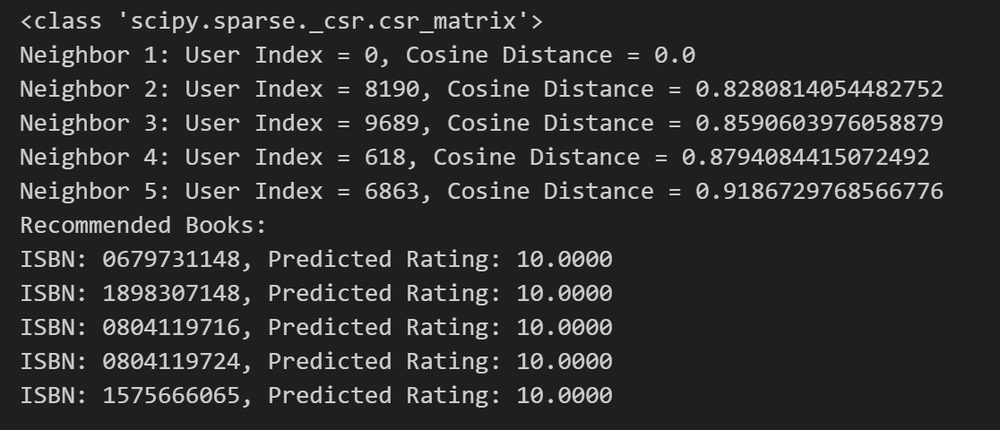 <class 'scipy.sparse._csr.csr_matrix'>
Neighbor 1: User Index = 0, Cosine Distance = 0.0
Neighbor 2: User Index = 8190, Cosine Distance = 0.8280814054482752
Neighbor 3: User Index = 9689, Cosine Distance = 0.8590603976058879
Neighbor 4: User Index = 618, Cosine Distance = 0.8794084415072492
Neighbor 5: User Index = 6863, Cosine Distance = 0.9186729768566776
Recommended Books:
ISBN: 0679731148, Predicted Rating: 10.0000
ISBN: 1898307148, Predicted Rating: 10.0000
ISBN: 0804119716, Predicted Rating: 10.0000
ISBN: 0804119724, Predicted Rating: 10.0000
ISBN: 1575666065, Predicted Rating: 10.0000